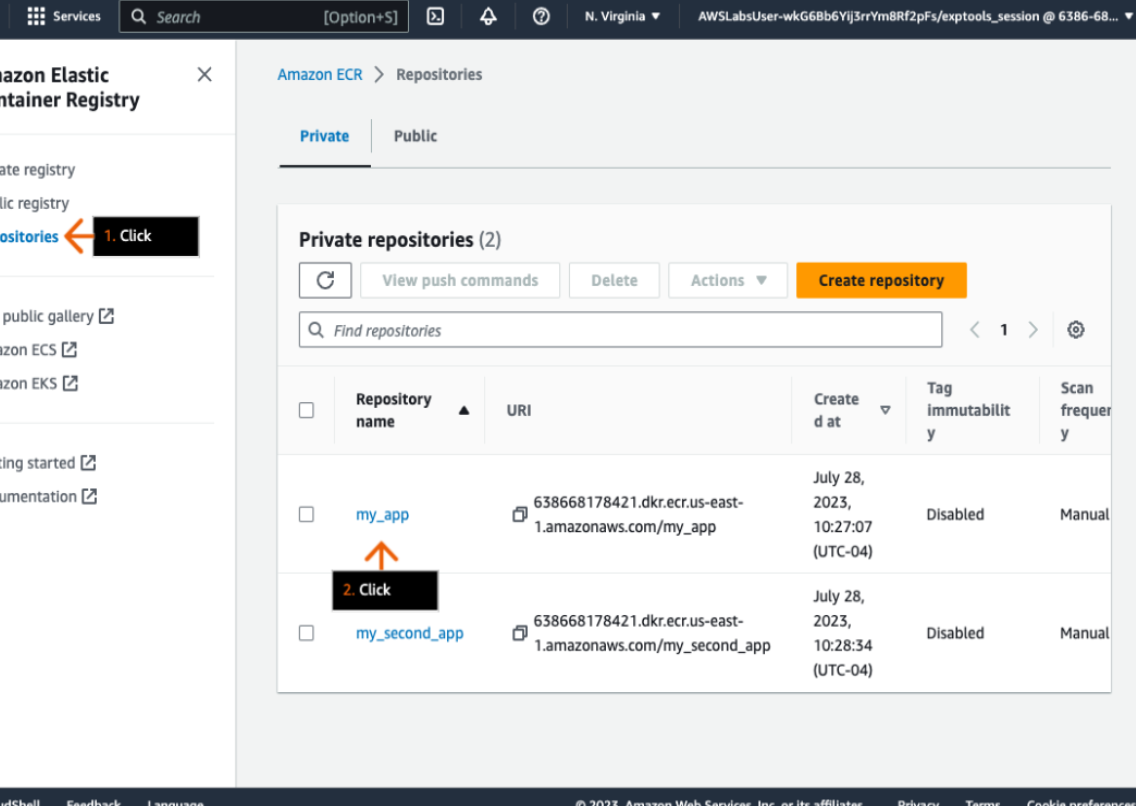 Services
Search
[Option+S]
N. Virginia
AWSLabsUser-wkG6Bb6Yij3rrYm8Rf2pFs/exptools_session @ 6386-68...
azon Elastic
ntainer Registry
Amazon ECR > Repositories
Private
Public
ate registry
lic registry
ositories
1. Click
public gallery
azon ECS
azon EKS
ting started
umentation
Private repositories (2)
View push commands
Delete
Actions
Create repository
Find repositories
1
Repository
name
URI
Create
d at
Tag
immutabilit
y
Scan
frequen
y
my_app
638668178421.dkr.ecr.us-east-
1.amazonaws.com/my_app
July 28,
2023,
10:27:07
(UTC-04)
Disabled
Manual
2. Click
my_second_app
638668178421.dkr.ecr.us-east-
1.amazonaws.com/my_second_app
July 28,
2023,
10:28:34
(UTC-04)
Disabled
Manual
udShell
Feedback
Language
© 2023, Amazon Web Services, Inc. or its affiliates.
Privacy
Terms
Cookie preferences